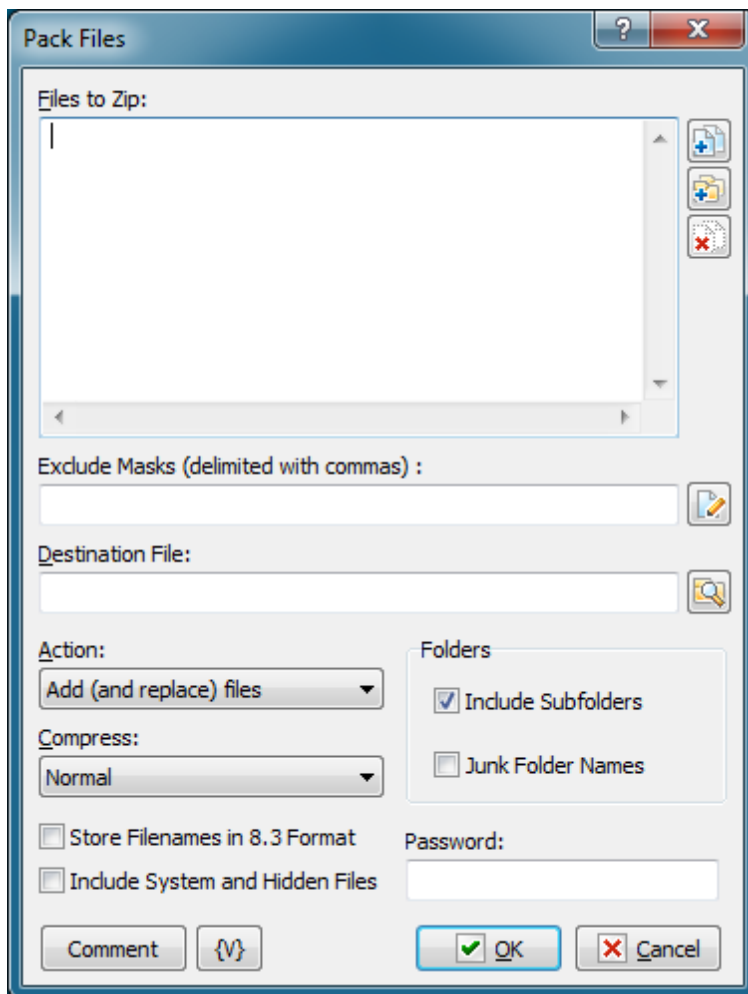 Pack Files
?
Files to Zip:
Exclude Masks (delimited with commas) :
Destination File:
Action:
Folders
Add (and replace) files
Include Subfolders
Compress:
Normal
Junk Folder Names
Store Filenames in 8.3 Format
Password:
Include System and Hidden Files
Comment
{V}
OK
Cancel